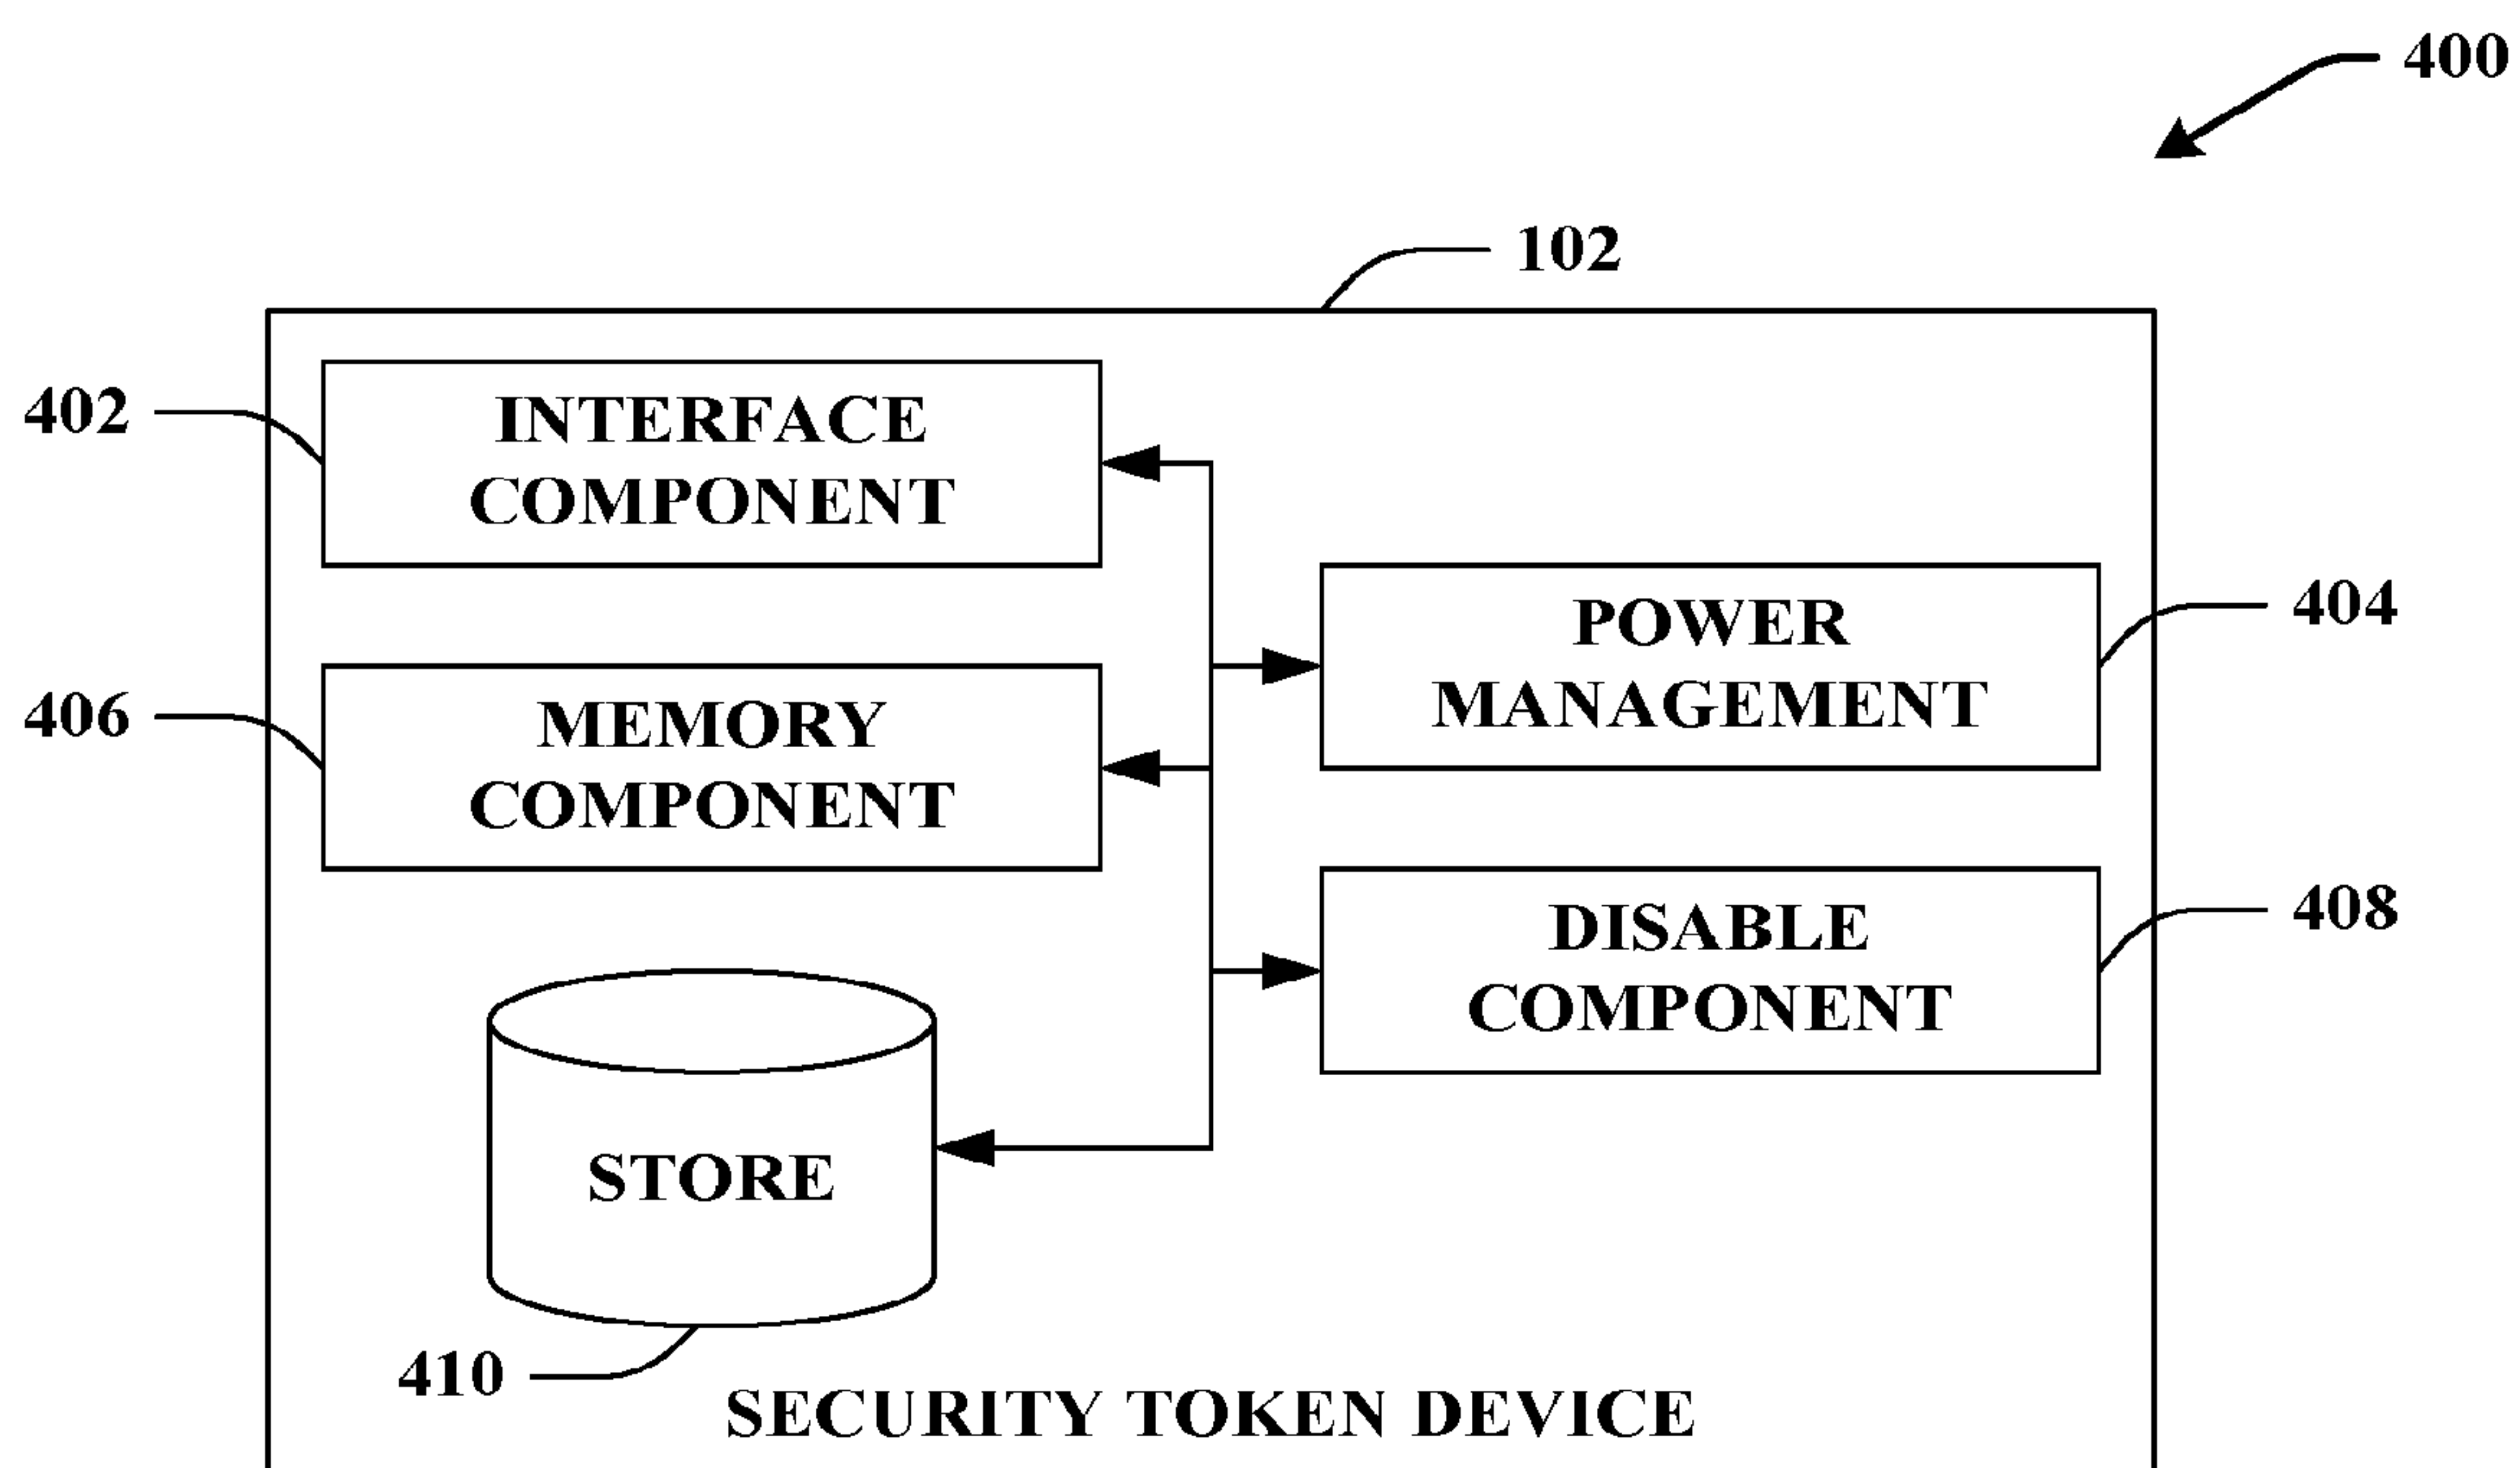 400
102
402
INTERFACE
COMPONENT
404
POWER
MANAGEMENT
406
MEMORY
COMPONENT
408
DISABLE
COMPONENT
STORE
410
SECURITY TOKEN DEVICE